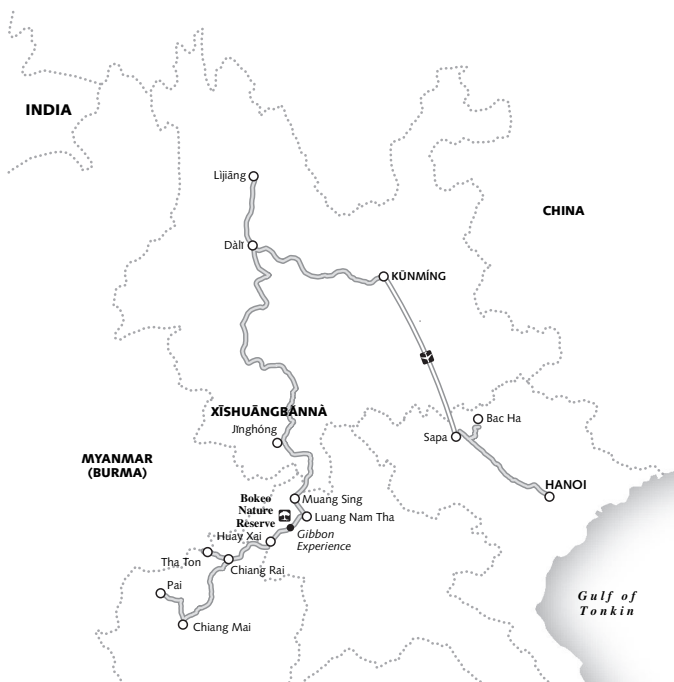 INDIA
Lìjiāng
CHINA
Dàlǐ
KŪNMÍNG
XĪSHUĀNGBǍNNÀ
Jǐnghóng
Bac Ha
Sapa
HANOI
MYANMAR
(BURMA)
Muang Sing
Bokeo
Nature
Reserve
Luang Nam Tha
Huay Xai
Gibbon
Experience
Tha Ton
Chiang Rai
Pai
Chiang Mai
Gulf of
Tonkin